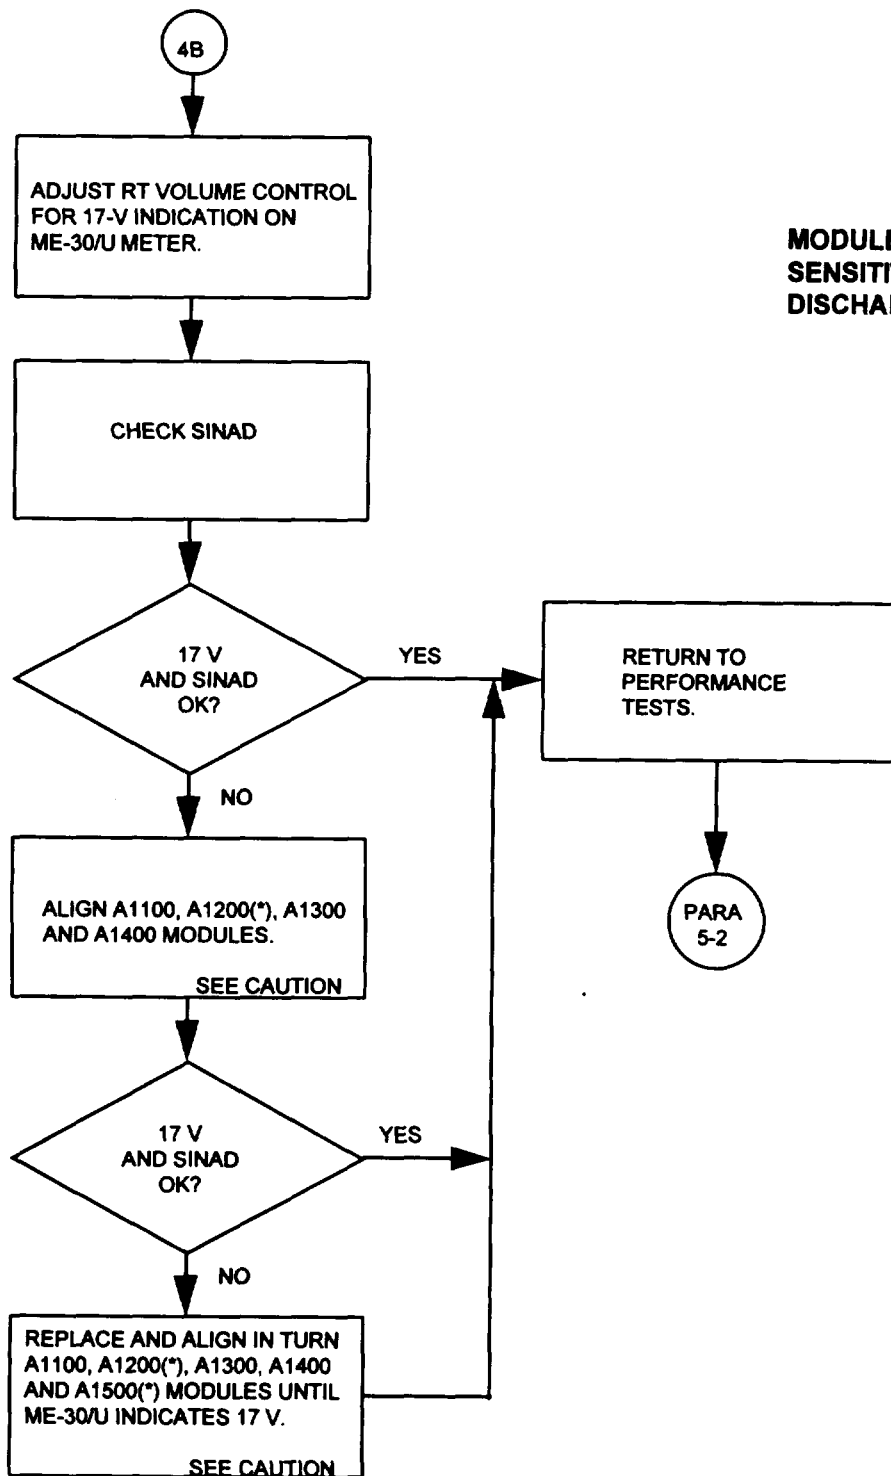 4B
ADJUST RT VOLUME CONTROL
FOR 17-V INDICATION ON
ME-30/U METER.
CHECK SINAD
17 V
AND SINAD
OK?
YES
NO
RETURN TO
PERFORMANCE
TESTS.
PARA
5-2
ALIGN A1100, A1200(*), A1300
AND A1400 MODULES.
SEE CAUTION
17 V
AND SINAD
OK?
YES
NO
REPLACE AND ALIGN IN TURN
A1100, A1200(*), A1300, A1400
AND A1500(*) MODULES UNTIL
ME-30/U INDICATES 17 V.
SEE CAUTION